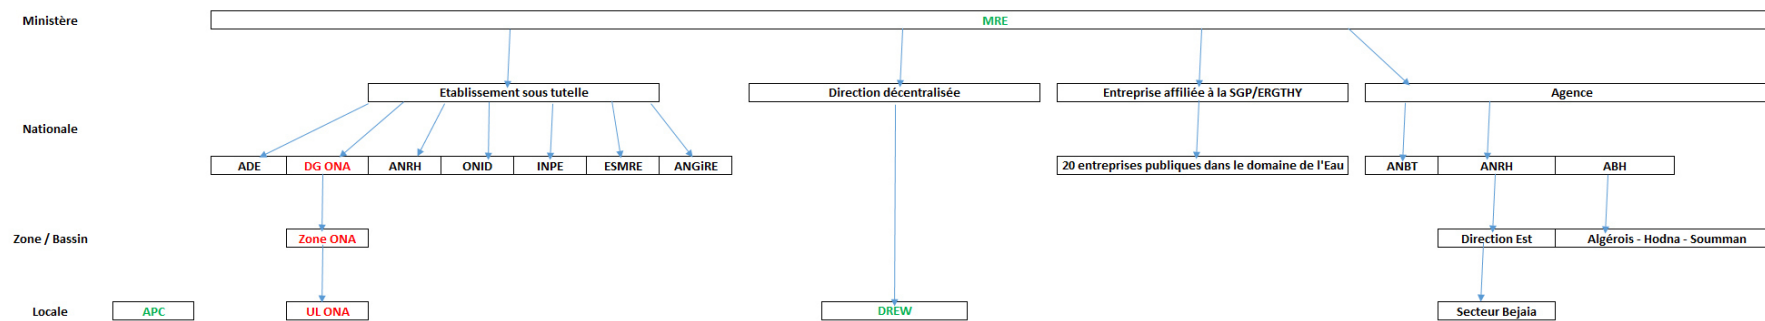 Ministère
MRE
Etablissement sous tutelle
Direction décentralisée
Entreprise affiliée à la SGP/ERGTHY
Agence
Nationale
ADE
DG ONA
ANRH
ONID
INPE
ESMRE
ANGiRE
20 entreprises publiques dans le domaine de l'Eau
ANBT
ANRH
ABH
Zone / Bassin
Zone ONA
Direction Est
Algérois - Hodna - Soumman
Locale
APC
UL ONA
DREW
Secteur Bejaia